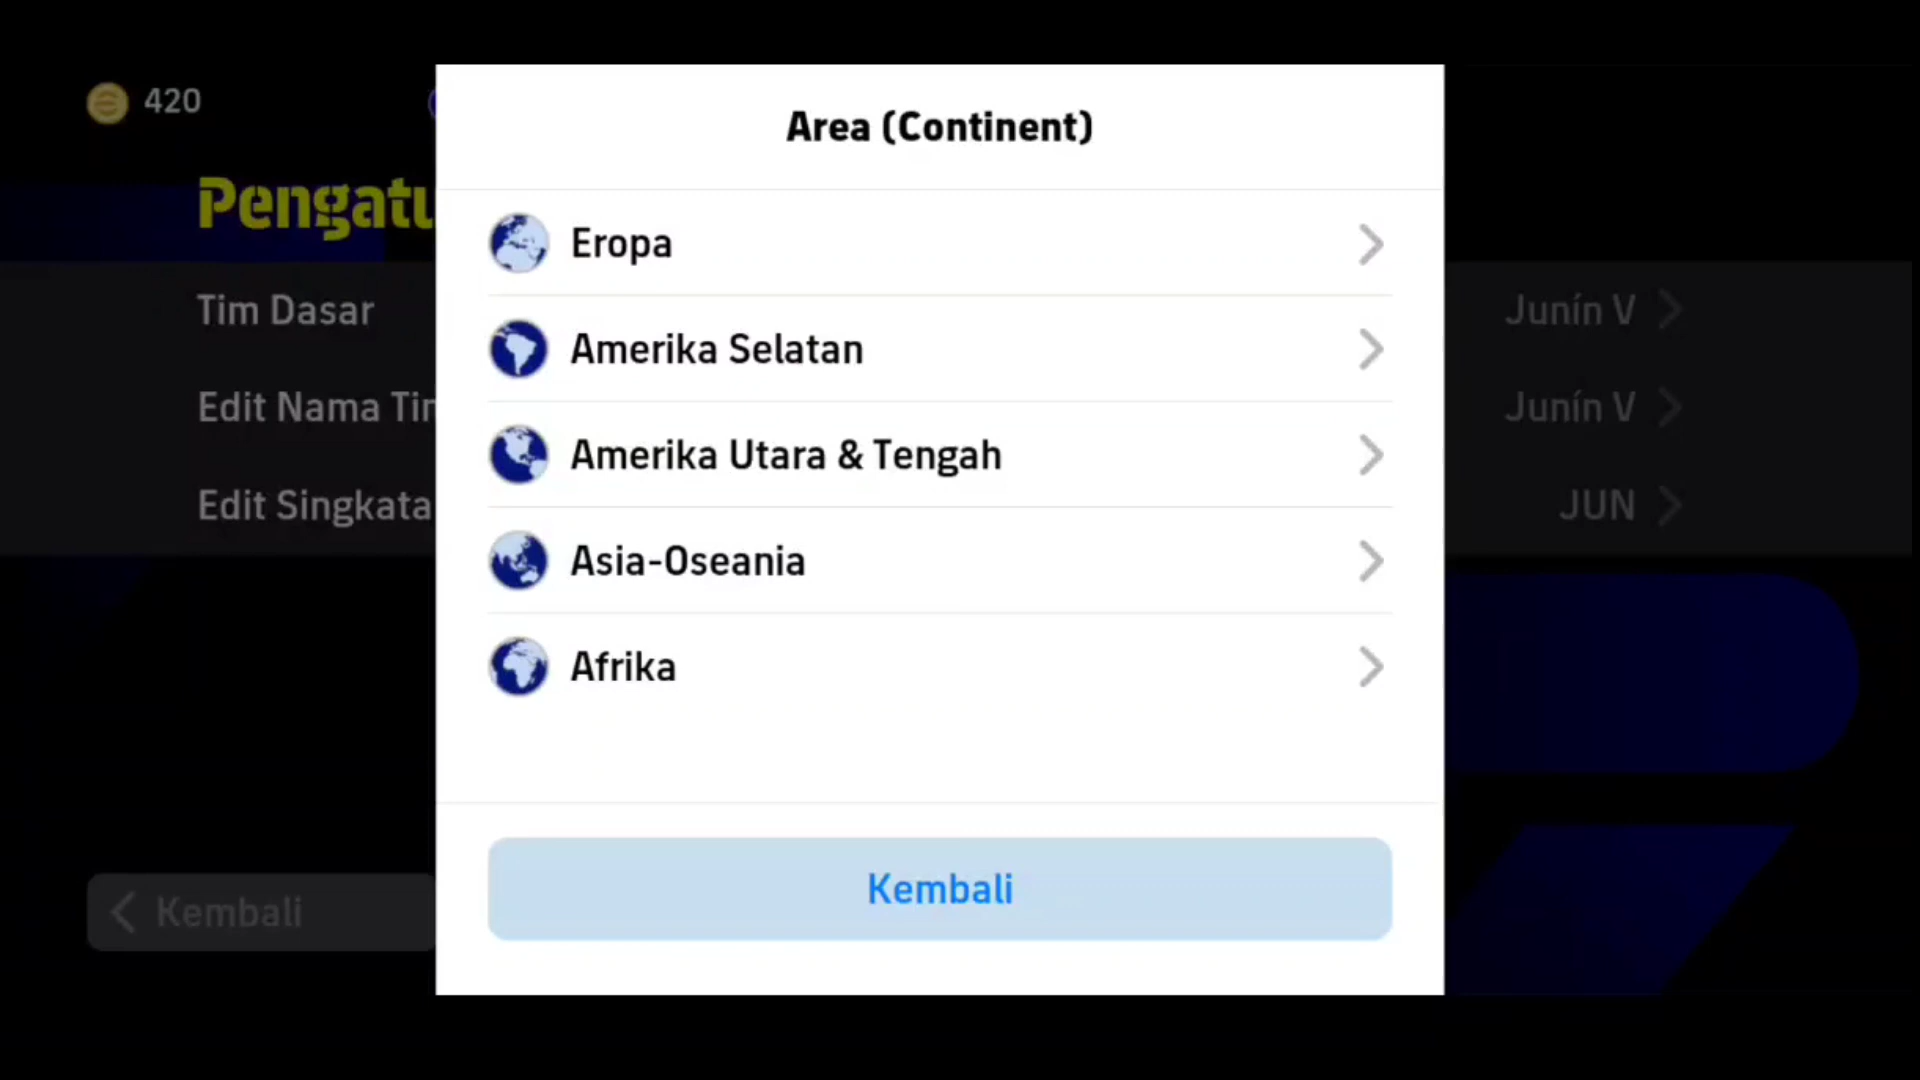 420
Area (Continent)
Pengatu
Eropa
Tim Dasar
Junín V
Amerika Selatan
Edit Nama Tim
Junín V
Amerika Utara & Tengah
Edit Singkata
JUN
Asia-Oseania
Afrika
Kembali
Kembali